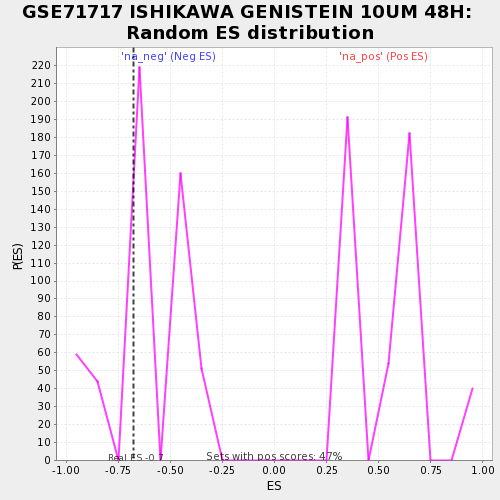 GSE71717 ISHIKAWA GENISTEIN 10UM 48H:
Random ES distribution
'na_neg' (Neg ES) 'na_pos' (Pos ES)
220
210
200
190
180
170
160
150
140
130
120
110
100
90
80
70
60
50
40
30
20
10
0
P(ES)
Real ES -0.7
Sets with pos scores: 47%
-1.00 -0.75 -0.50 -0.25 0.00 0.25 0.50 0.75 1.00
ES